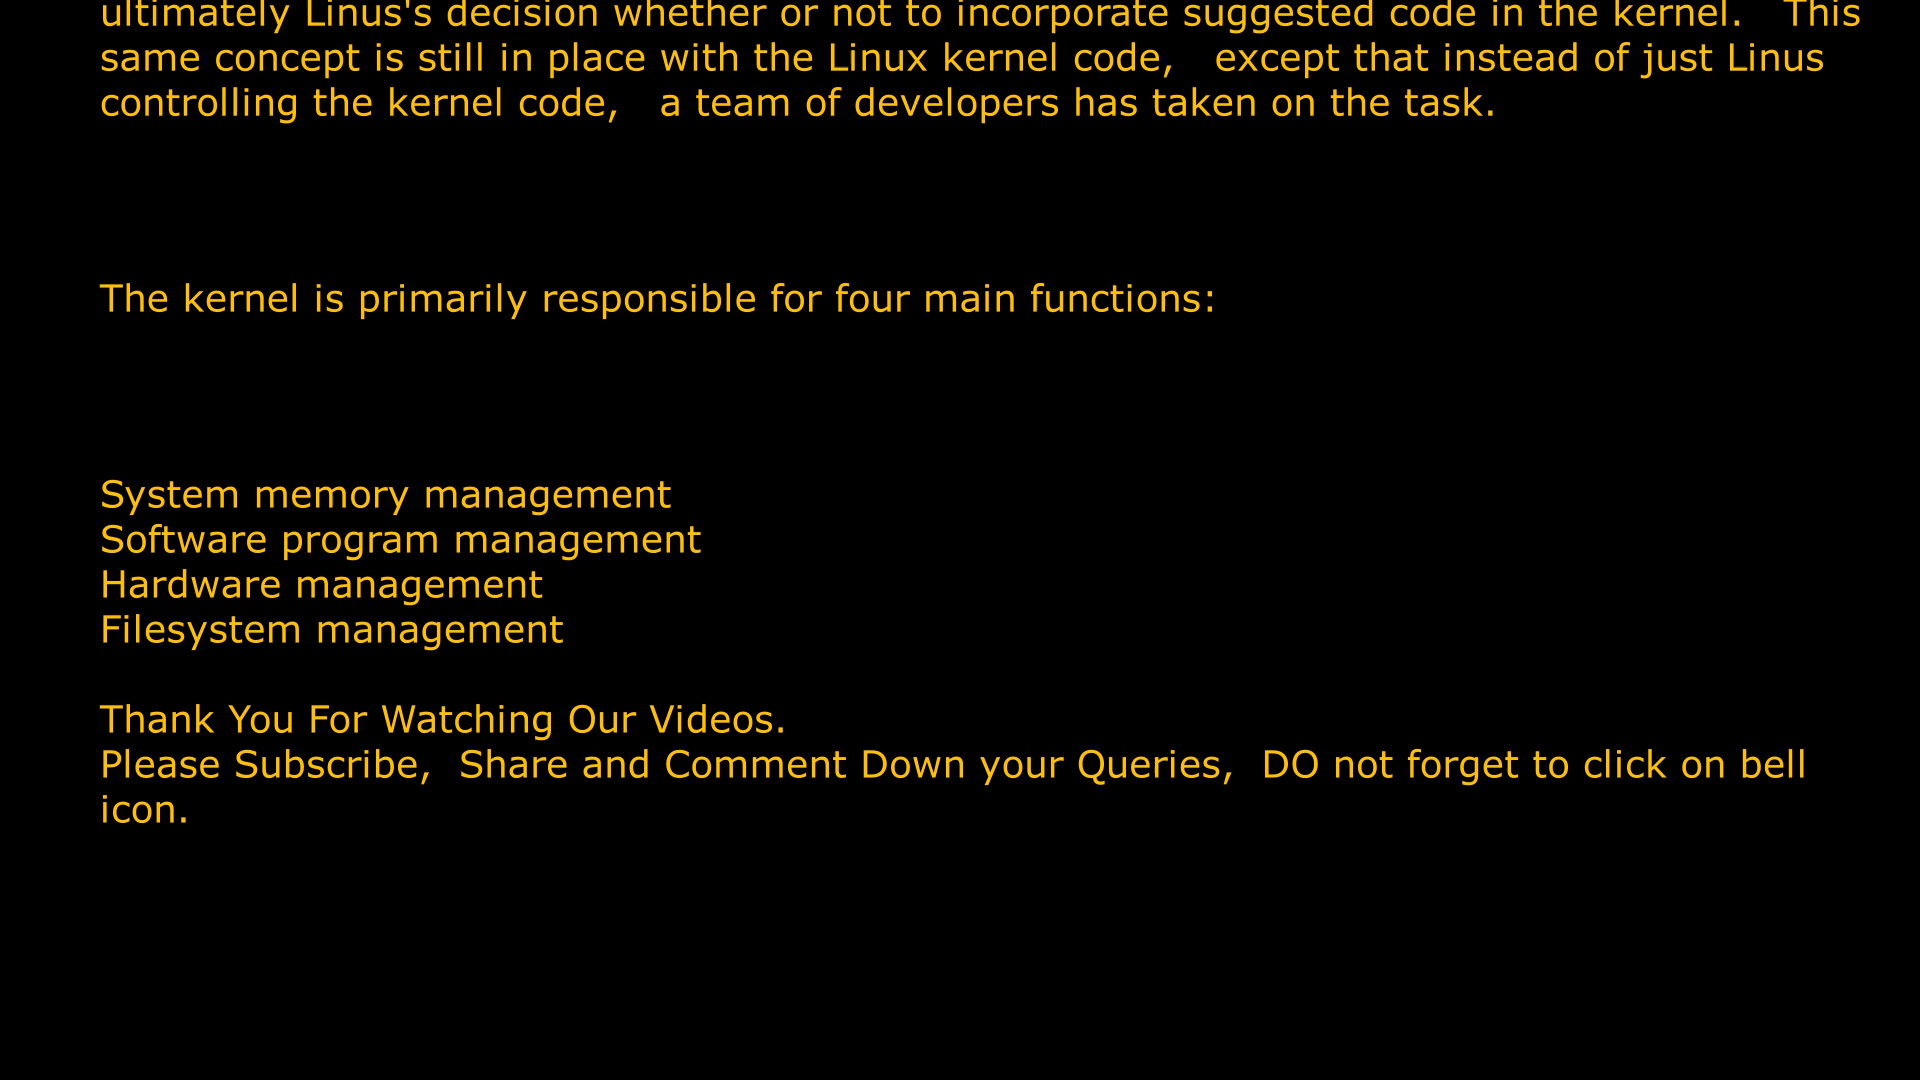 ultimately Linus's decision whether or not to incorporate suggested code in the kernel.   This
same concept is still in place with the Linux kernel code,   except that instead of just Linus
controlling the kernel code,   a team of developers has taken on the task.
The kernel is primarily responsible for four main functions:
System memory management
Software program management
Hardware management
Filesystem management
Thank You For Watching Our Videos.
Please Subscribe,  Share and Comment Down your Queries,  DO not forget to click on bell
icon.